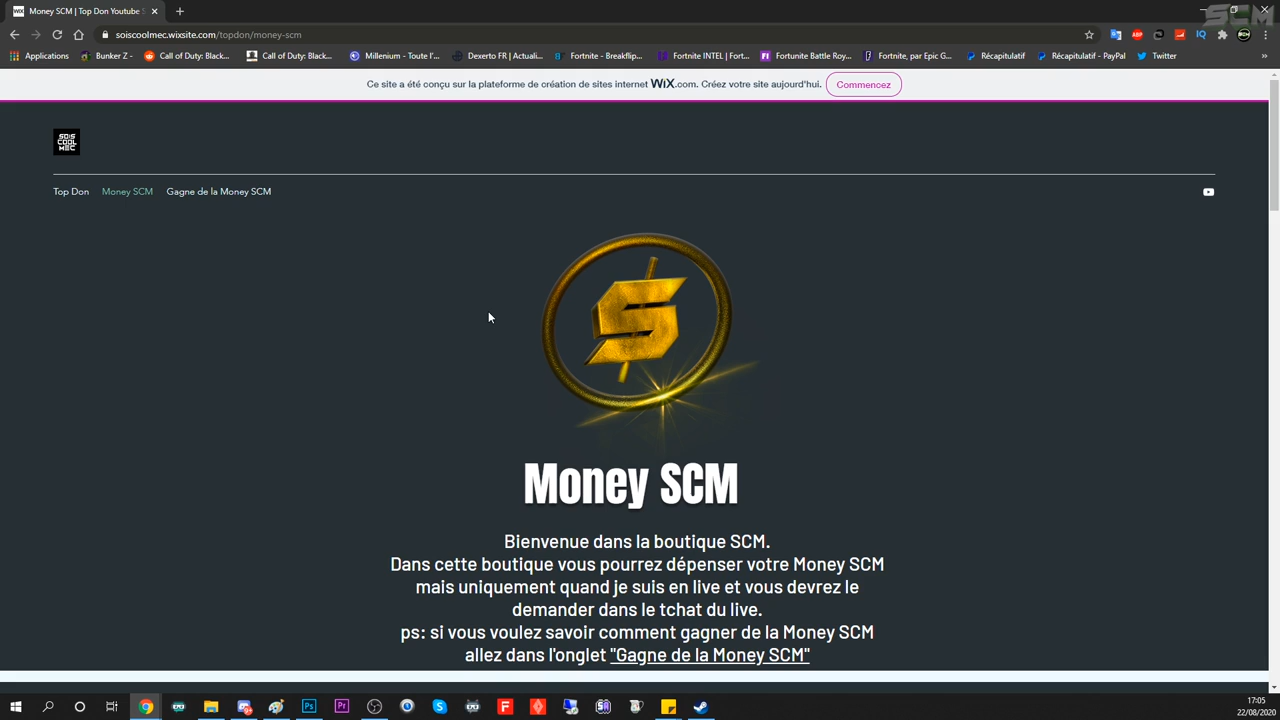 SCM
Money SCM | Top Don Youtube S
soiscoolmec.wixsite.com/topdon/money-scm
Applications Bunker Z - Call of Duty: Black... Call of Duty: Black... Millenium - Toute l'... Dexerto FR | Actuali... Fortnite - Breakflip... Fortnite INTEL | Fort... Fortunite Battle Roy... Fortnite, par Epic G... Récapitulatif Récapitulatif - PayPal Twitter »
Ce site a été conçu sur la plateforme de création de sites internet WiX.com. Créez votre site aujourd'hui. Commencez
SOIS
COOL
MEC
Top Don Money SCM Gagne de la Money SCM
Money SCM
Bienvenue dans la boutique SCM.
Dans cette boutique vous pourrez dépenser votre Money SCM
mais uniquement quand je suis en live et vous devrez le
demander dans le tchat du live.
ps: si vous voulez savoir comment gagner de la Money SCM
allez dans l'onglet "Gagne de la Money SCM"
17:05
22/08/2020